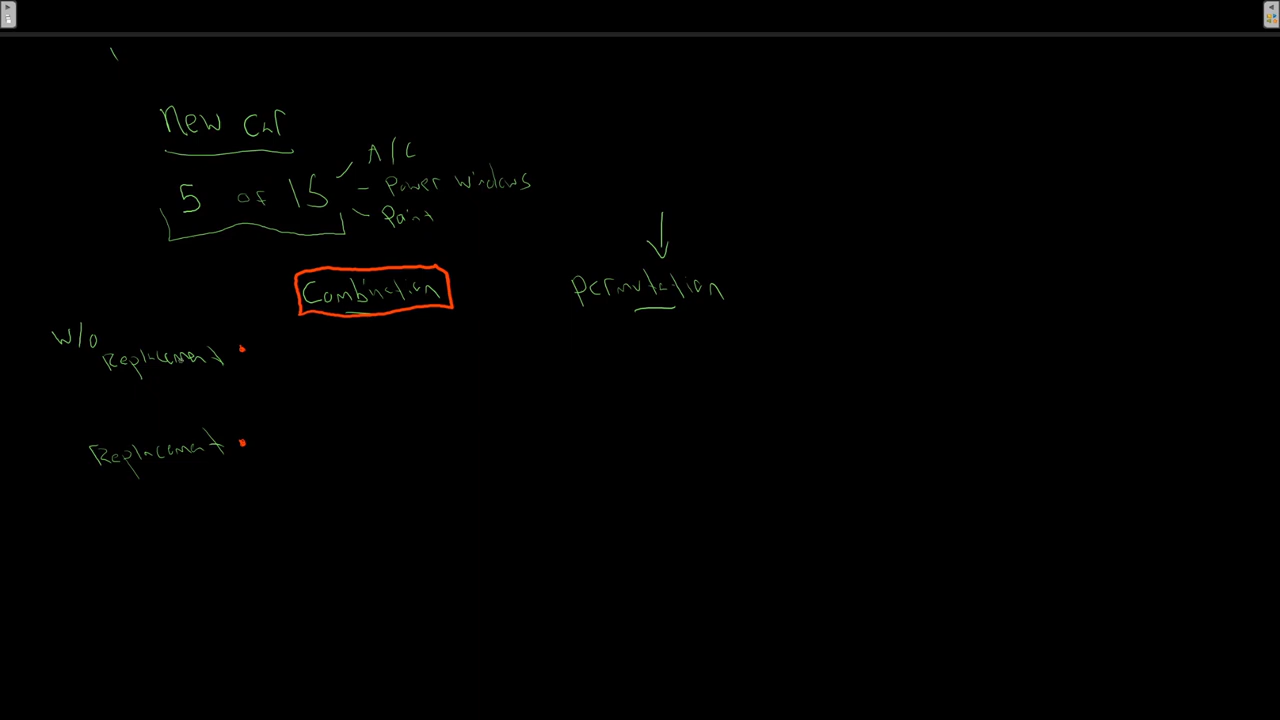 New car
5 of 15
A/C
Power Windows
Paint
Combination
Permutation
w/o Replacement
Replacement